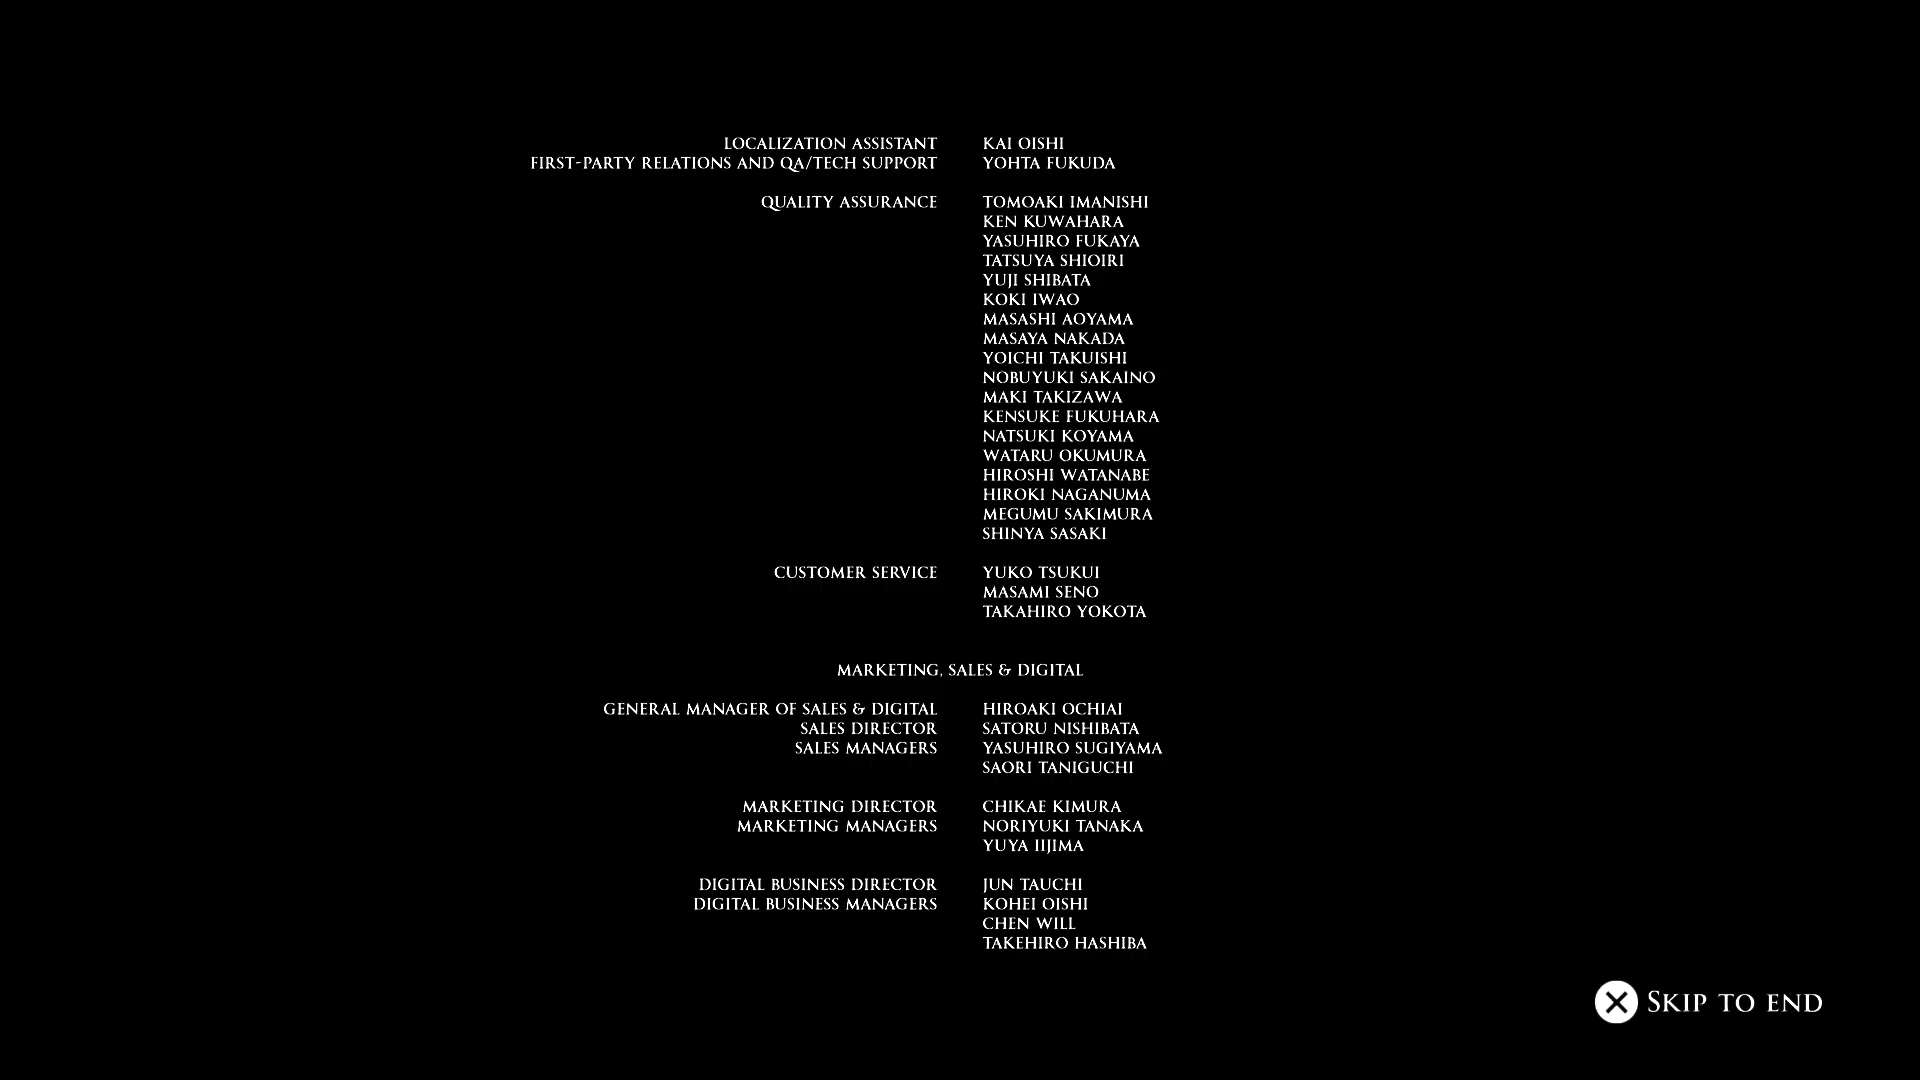 LOCALIZATION ASSISTANT KAI OISHI
FIRST-PARTY RELATIONS AND QA/TECH SUPPORT YOHTA FUKUDA
QUALITY ASSURANCE TOMOAKI IMANISHI
KEN KUWAHARA
YASUHIRO FUKAYA
TATSUYA SHIOIRI
YUJI SHIBATA
KOKI IWAO
MASASHI AOYAMA
MASAYA NAKADA
YOICHI TAKUISHI
NOBUYUKI SAKAINO
MAKI TAKIZAWA
KENSUKE FUKUHARA
NATSUKI KOYAMA
WATARU OKUMURA
HIROSHI WATANABE
HIROKI NAGANUMA
MEGUMU SAKIMURA
SHINYA SASAKI
CUSTOMER SERVICE YUKO TSUKUI
MASAMI SENO
TAKAHIRO YOKOTA
MARKETING, SALES & DIGITAL
GENERAL MANAGER OF SALES & DIGITAL HIROAKI OCHIAI
SALES DIRECTOR SATORU NISHIBATA
SALES MANAGERS YASUHIRO SUGIYAMA
SAORI TANIGUCHI
MARKETING DIRECTOR CHIKAE KIMURA
MARKETING MANAGERS NORIYUKI TANAKA
YUYA IIJIMA
DIGITAL BUSINESS DIRECTOR JUN TAUCHI
DIGITAL BUSINESS MANAGERS KOHEI OISHI
CHEN WILL
TAKEHIRO HASHIBA
SKIP TO END